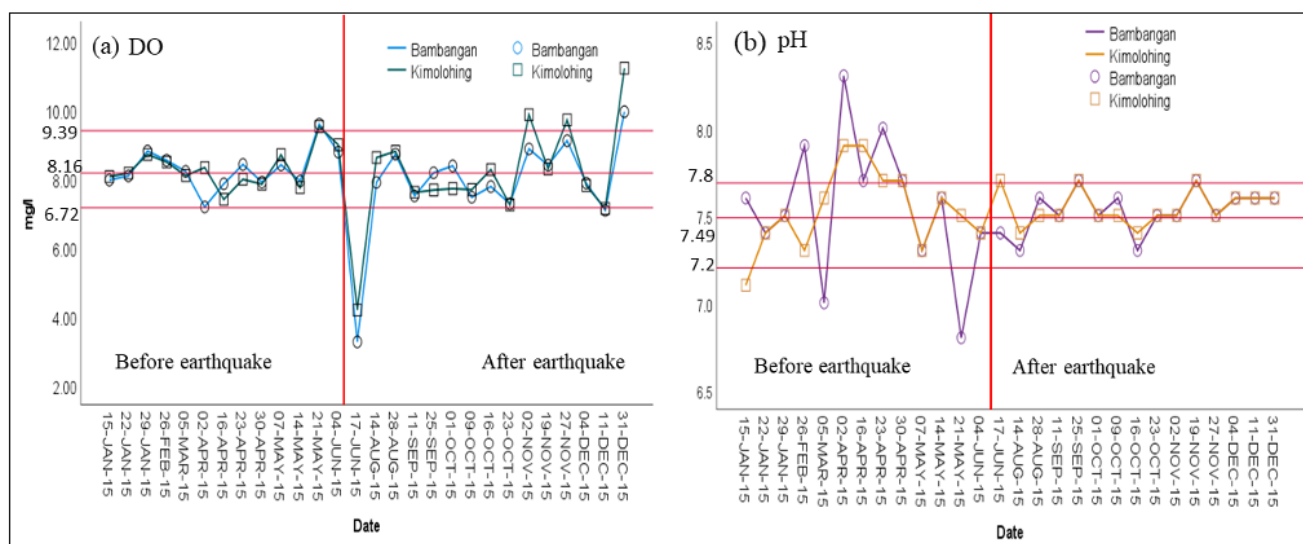 (a) DO
Bambangan
Kimolohing
Bambangan
Kimolohing
12.00
10.00
9.39
8.16
8.00
6.72
6.00
4.00
2.00
mg/l
Before earthquake
After earthquake
15-JAN-15
22-JAN-15
29-JAN-15
26-FEB-15
05-MAR-15
02-APR-15
16-APR-15
23-APR-15
30-APR-15
07-MAY-15
14-MAY-15
21-MAY-15
04-JUN-15
17-JUN-15
14-AUG-15
28-AUG-15
11-SEP-15
25-SEP-15
01-OCT-15
09-OCT-15
16-OCT-15
23-OCT-15
02-NOV-15
19-NOV-15
27-NOV-15
04-DEC-15
11-DEC-15
31-DEC-15
Date
(b) pH
Bambangan
Kimolohing
Bambangan
Kimolohing
8.5
8.0
7.8
7.5
7.49
7.2
7.0
6.5
Before earthquake
After earthquake
15-JAN-15
22-JAN-15
29-JAN-15
26-FEB-15
05-MAR-15
02-APR-15
16-APR-15
23-APR-15
30-APR-15
07-MAY-15
14-MAY-15
21-MAY-15
04-JUN-15
17-JUN-15
14-AUG-15
28-AUG-15
11-SEP-15
25-SEP-15
01-OCT-15
09-OCT-15
16-OCT-15
23-OCT-15
02-NOV-15
19-NOV-15
27-NOV-15
04-DEC-15
11-DEC-15
31-DEC-15
Date